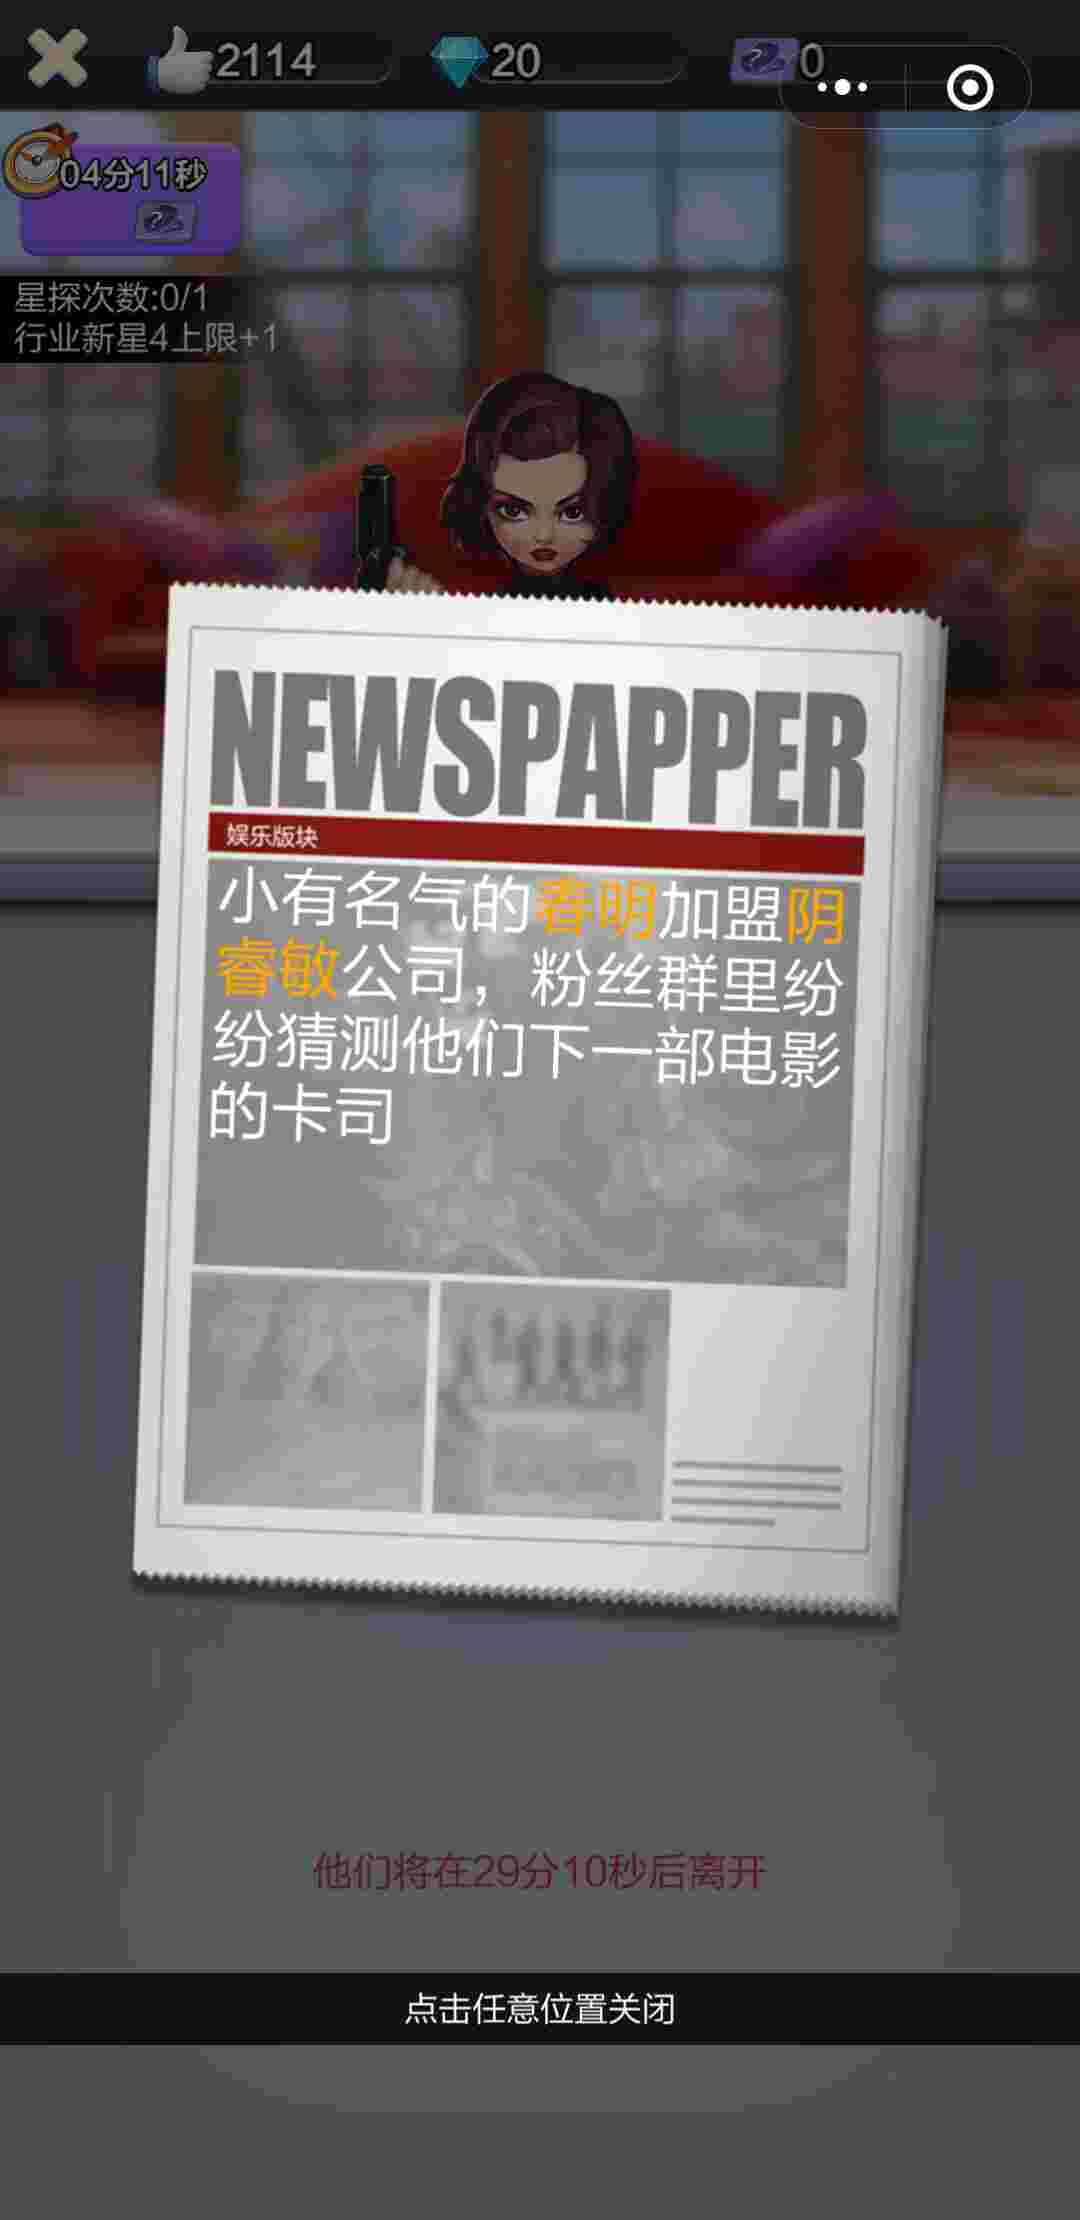 2114
20
0
04分11秒
星探次数:0/1
行业新星4上限+1
NEWSPAPPER
娱乐版块
小有名气的春明加盟阴
睿敏公司，粉丝群里纷
纷猜测他们下一部电影
的卡司
他们将在29分10秒后离开
点击任意位置关闭